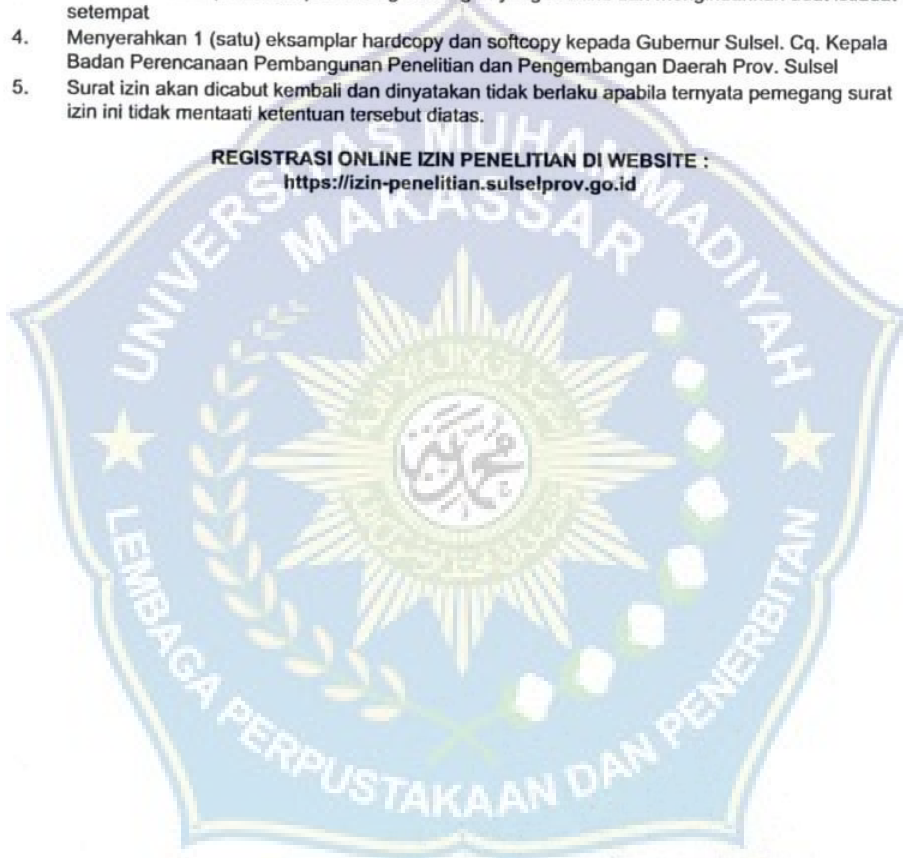 setempat
4. Menyerahkan 1 (satu) eksamplar hardcopy dan softcopy kepada Gubernur Sulsel. Cq. Kepala
Badan Perencanaan Pembangunan Penelitian dan Pengembangan Daerah Prov. Sulsel
5. Surat izin akan dicabut kembali dan dinyatakan tidak berlaku apabila ternyata pemegang surat
izin ini tidak mentaati ketentuan tersebut diatas.
REGISTRASI ONLINE IZIN PENELITIAN DI WEBSITE :
https://izin-penelitian.sulselprov.go.id
UNIVERSITAS MUHAMMADIYAH
MAKASSAR
LEMBAGA PERPUSTAKAAN DAN PENERBITAN